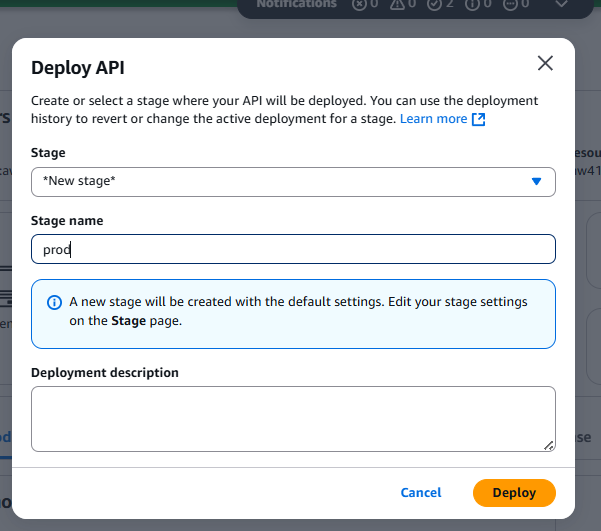 Notifications 0 0 2 0 0
Deploy API
Create or select a stage where your API will be deployed. You can use the deployment
history to revert or change the active deployment for a stage. Learn more
Stage
*New stage*
Stage name
prod
A new stage will be created with the default settings. Edit your stage settings
on the Stage page.
Deployment description
Cancel
Deploy